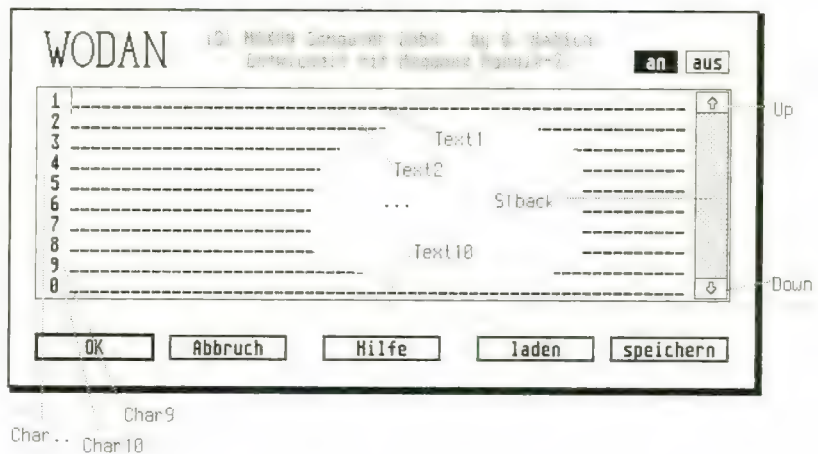 WODAN
an aus
1
Up
2
3 Text1
4 Text2
5
6 ... Slback
7
8 Text10
9
0 Down
OK Abbruch Hilfe laden speichern
Char9
Char.. Char10